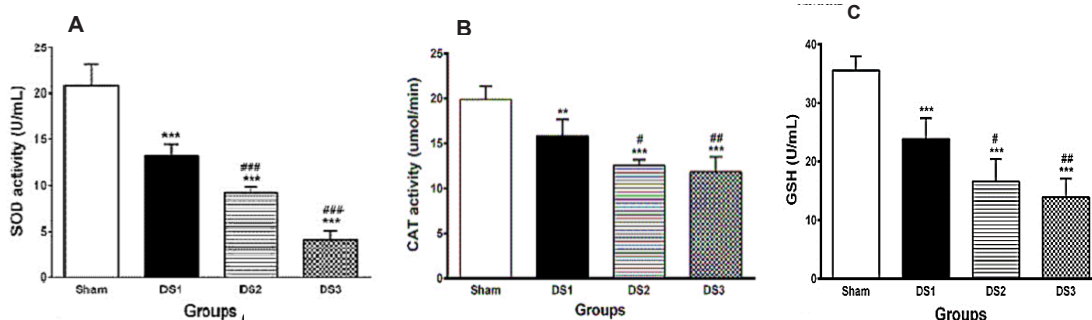 A
SOD activity (U/mL)
25
20
15
10
5
0
***
###
***
###
***
Sham DS1 DS2 DS3
Groups
B
CAT activity (umol/min)
25
20
15
10
5
0
**
#
***
##
***
Sham DS1 DS2 DS3
Groups
C
GSH (U/mL)
40
30
20
10
0
***
#
***
##
***
Sham DS1 DS2 DS3
Groups